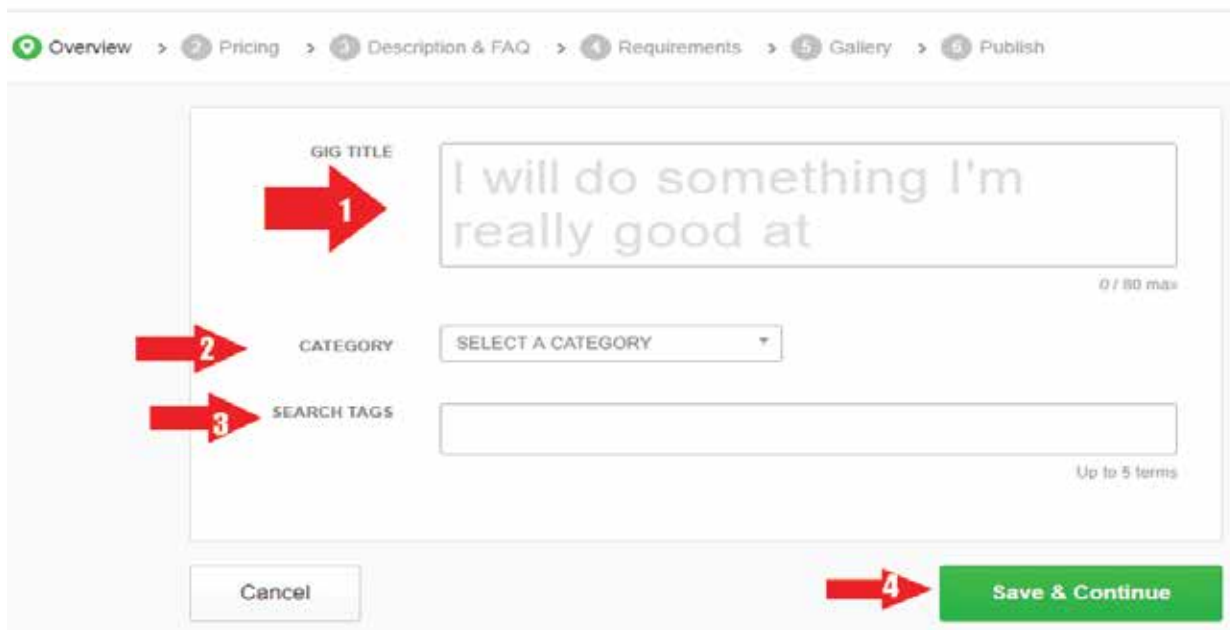 Overview > 2 Pricing > 3 Description & FAQ > 4 Requirements > 5 Gallery > 6 Publish
GIG TITLE
1
I will do something I'm
really good at
0 / 80 max
2
CATEGORY
SELECT A CATEGORY
3
SEARCH TAGS
Up to 5 terms
Cancel
4
Save & Continue